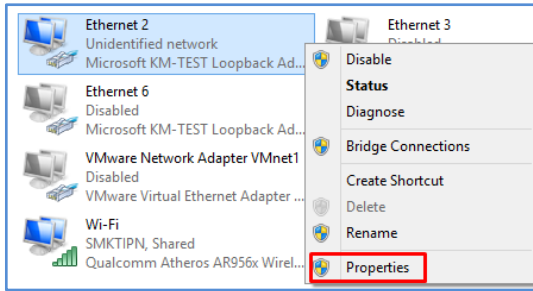 Ethernet 2
Unidentified network
Microsoft KM-TEST Loopback Ad...
Ethernet 6
Disabled
Microsoft KM-TEST Loopback Ad...
VMware Network Adapter VMnet1
Disabled
VMware Virtual Ethernet Adapter ...
Wi-Fi
SMKTIPN, Shared
Qualcomm Atheros AR956x Wirel...
Ethernet 3
Disabled
Disable
Status
Diagnose
Bridge Connections
Create Shortcut
Delete
Rename
Properties